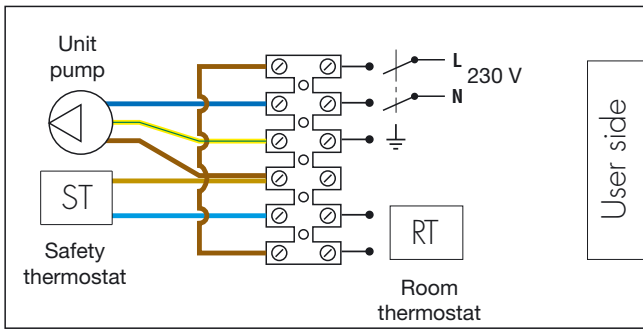 Unit
pump
L
230 V
N
ST
Safety
thermostat
RT
Room
thermostat
User side